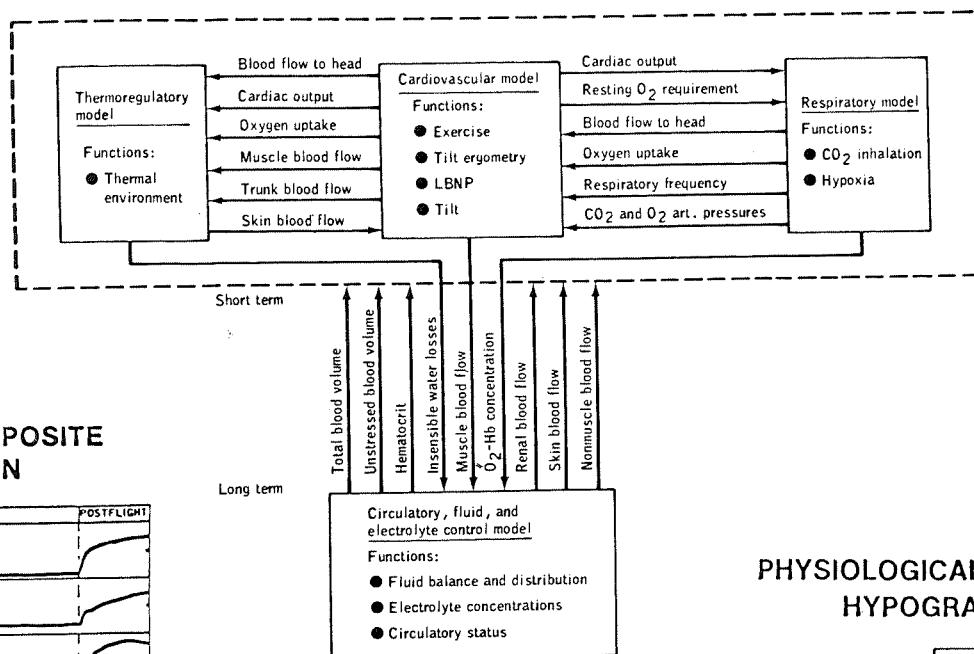 Blood flow to head
Cardiac output
Oxygen uptake
Muscle blood flow
Trunk blood flow
Skin blood flow
Thermoregulatory
model
Functions:
● Thermal
environment
Cardiovascular model
Functions:
● Exercise
● Tilt ergometry
● LBNP
● Tilt
Cardiac output
Resting O2 requirement
Blood flow to head
Oxygen uptake
Respiratory frequency
CO2 and O2 art. pressures
Respiratory model
Functions:
● CO2 inhalation
● Hypoxia
Short term
Total blood volume
Unstressed blood volume
Hematocrit
Insensible water losses
Muscle blood flow
O2-Hb concentration
Renal blood flow
Skin blood flow
Nonmuscle blood flow
Long term
Circulatory, fluid, and
electrolyte control model
Functions:
● Fluid balance and distribution
● Electrolyte concentrations
● Circulatory status
POSITE
N
POSTFLIGHT
PHYSIOLOGICAL
HYPOGRA